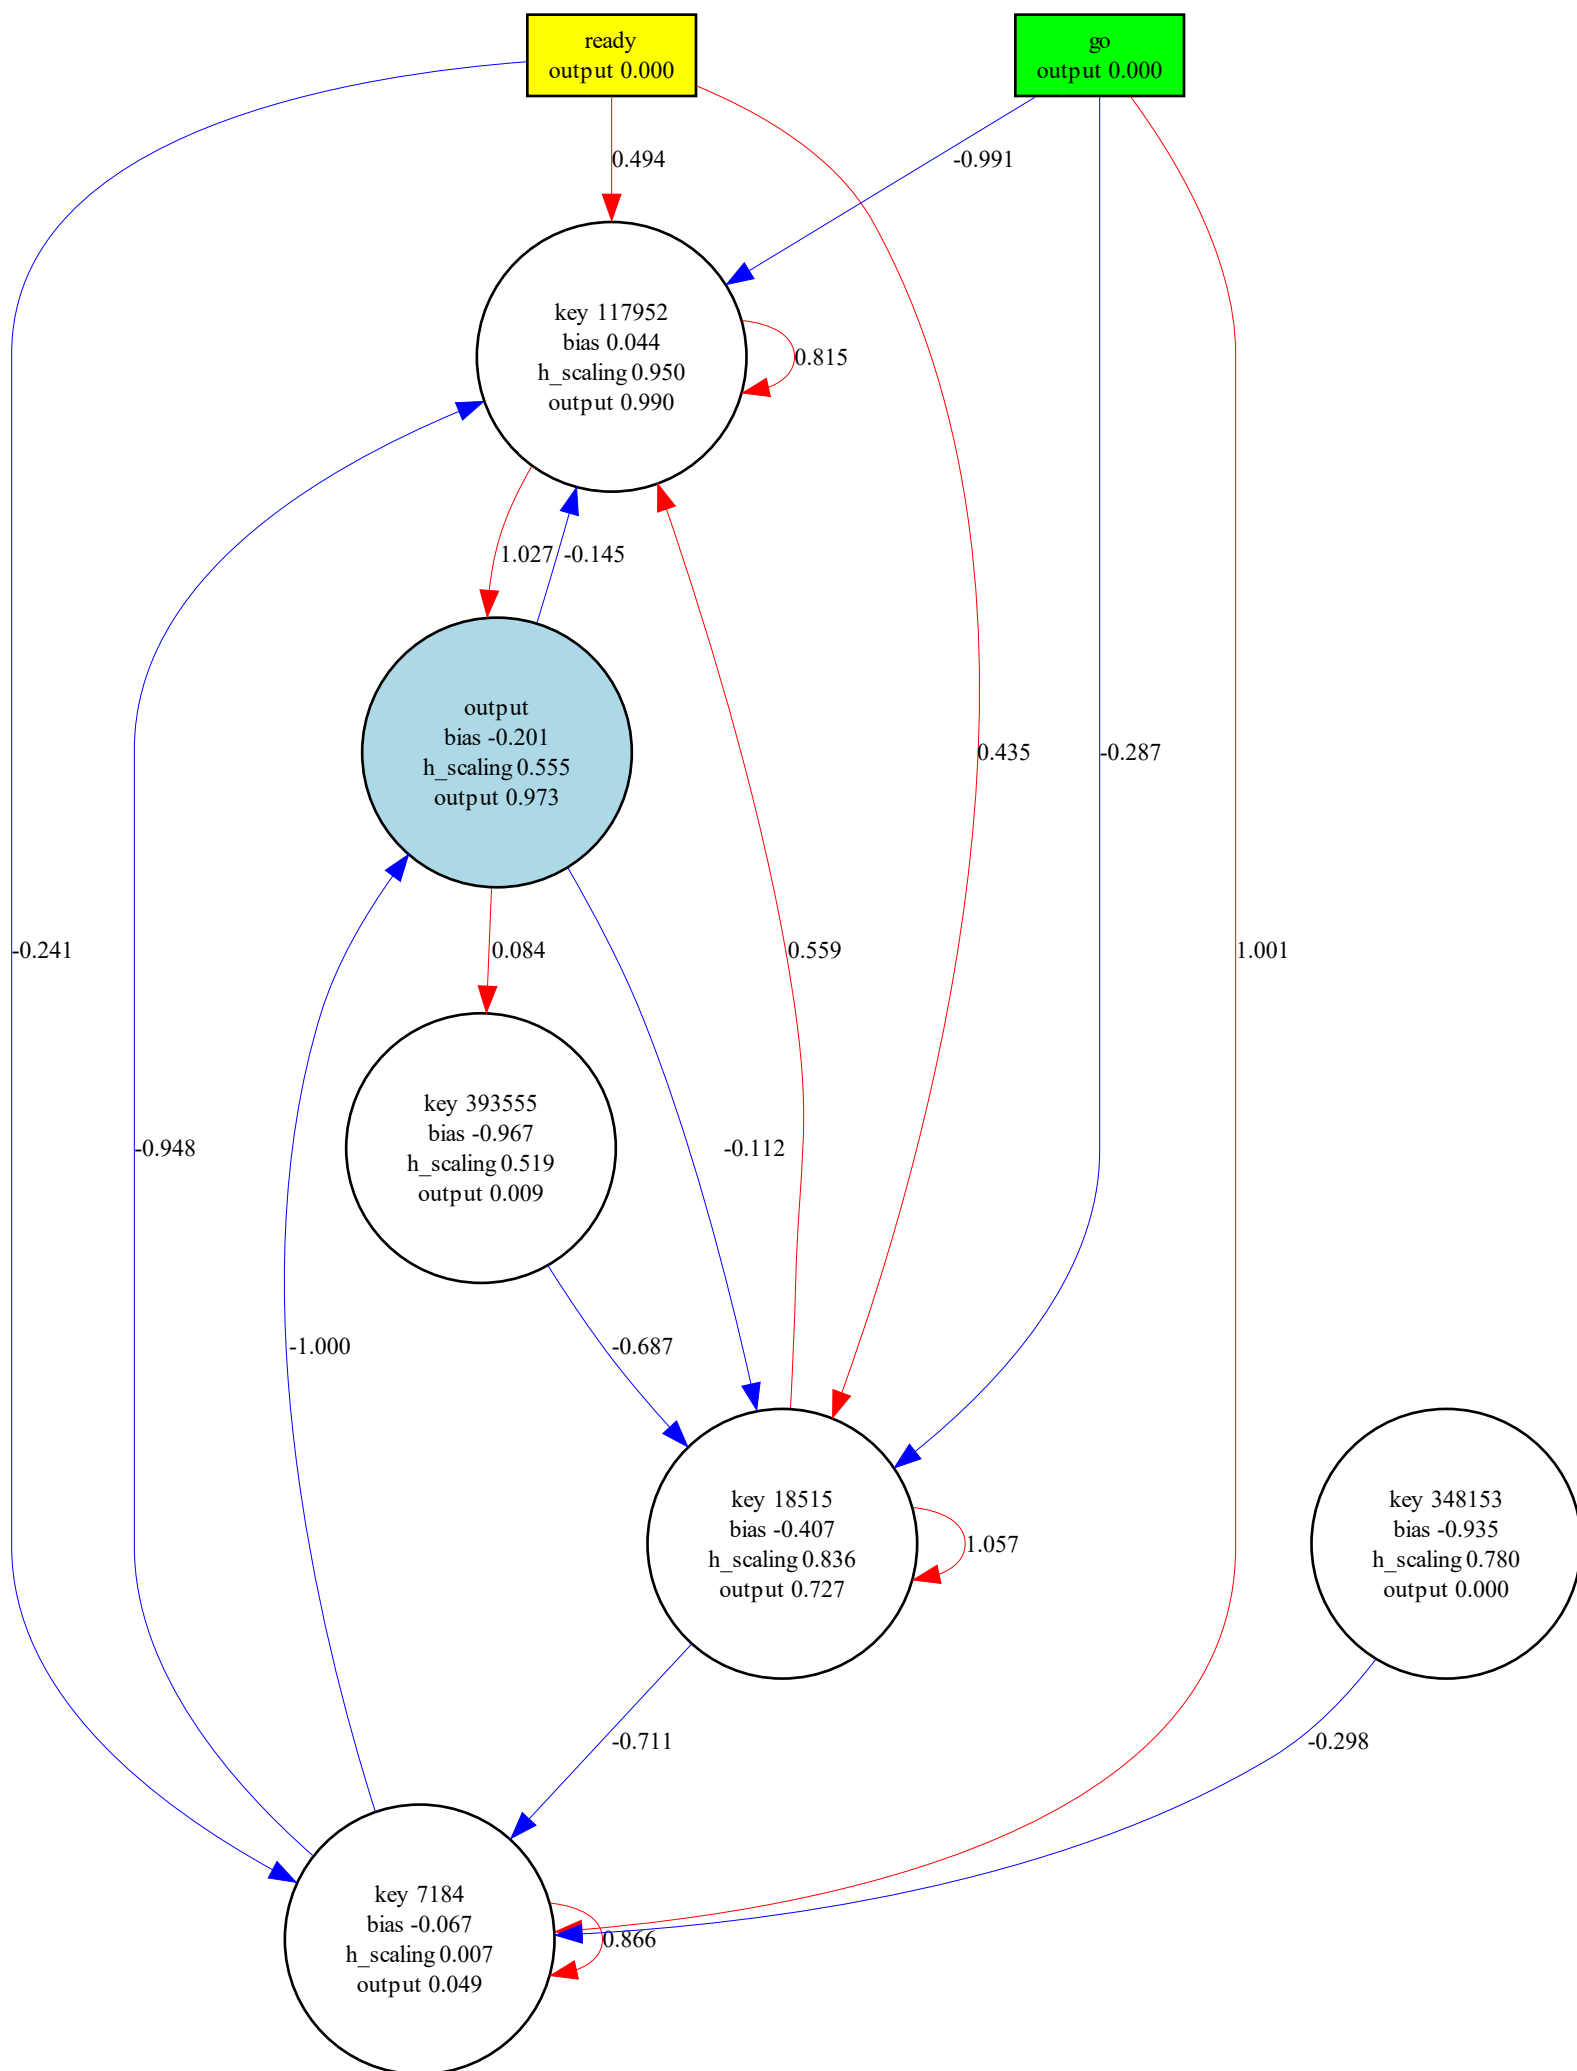 ready
output 0.000
go
output 0.000
0.494
-0.991
key 117952
bias 0.044
h_scaling 0.950
output 0.990
0.815
1.027
-0.145
output
bias -0.201
h_scaling 0.555
output 0.973
0.435
-0.287
-0.241
0.084
0.559
1.001
key 393555
bias -0.967
h_scaling 0.519
output 0.009
-0.948
-0.112
-1.000
-0.687
key 18515
bias -0.407
h_scaling 0.836
output 0.727
1.057
key 348153
bias -0.935
h_scaling 0.780
output 0.000
-0.711
-0.298
key 7184
bias -0.067
h_scaling 0.007
output 0.049
0.866